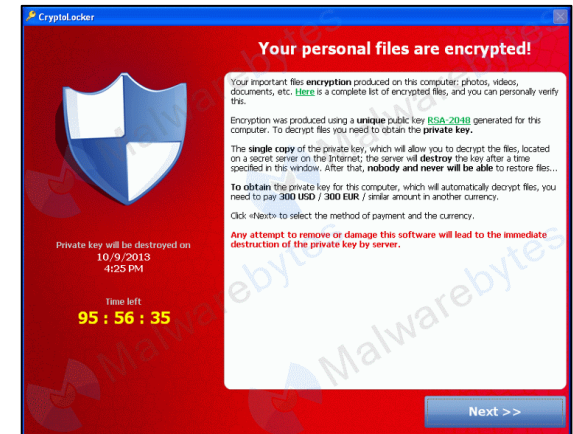 CryptoLocker
Your personal files are encrypted!
Your important files encryption produced on this computer: photos, videos,
documents, etc. Here is a complete list of encrypted files, and you can personally verify
this.
Encryption was produced using a unique public key RSA-2048 generated for this
computer. To decrypt files you need to obtain the private key.
The single copy of the private key, which will allow you to decrypt the files, located
on a secret server on the Internet; the server will destroy the key after a time
specified in this window. After that, nobody and never will be able to restore files...
To obtain the private key for this computer, which will automatically decrypt files, you
need to pay 300 USD / 300 EUR / similar amount in another currency.
Click «Next» to select the method of payment and the currency.
Any attempt to remove or damage this software will lead to the immediate
destruction of the private key by server.
Private key will be destroyed on
10/9/2013
4:25 PM
Time left
95 : 56 : 35
Next >>
Malwarebytes
Malwarebytes
Malwarebytes
Malwarebytes